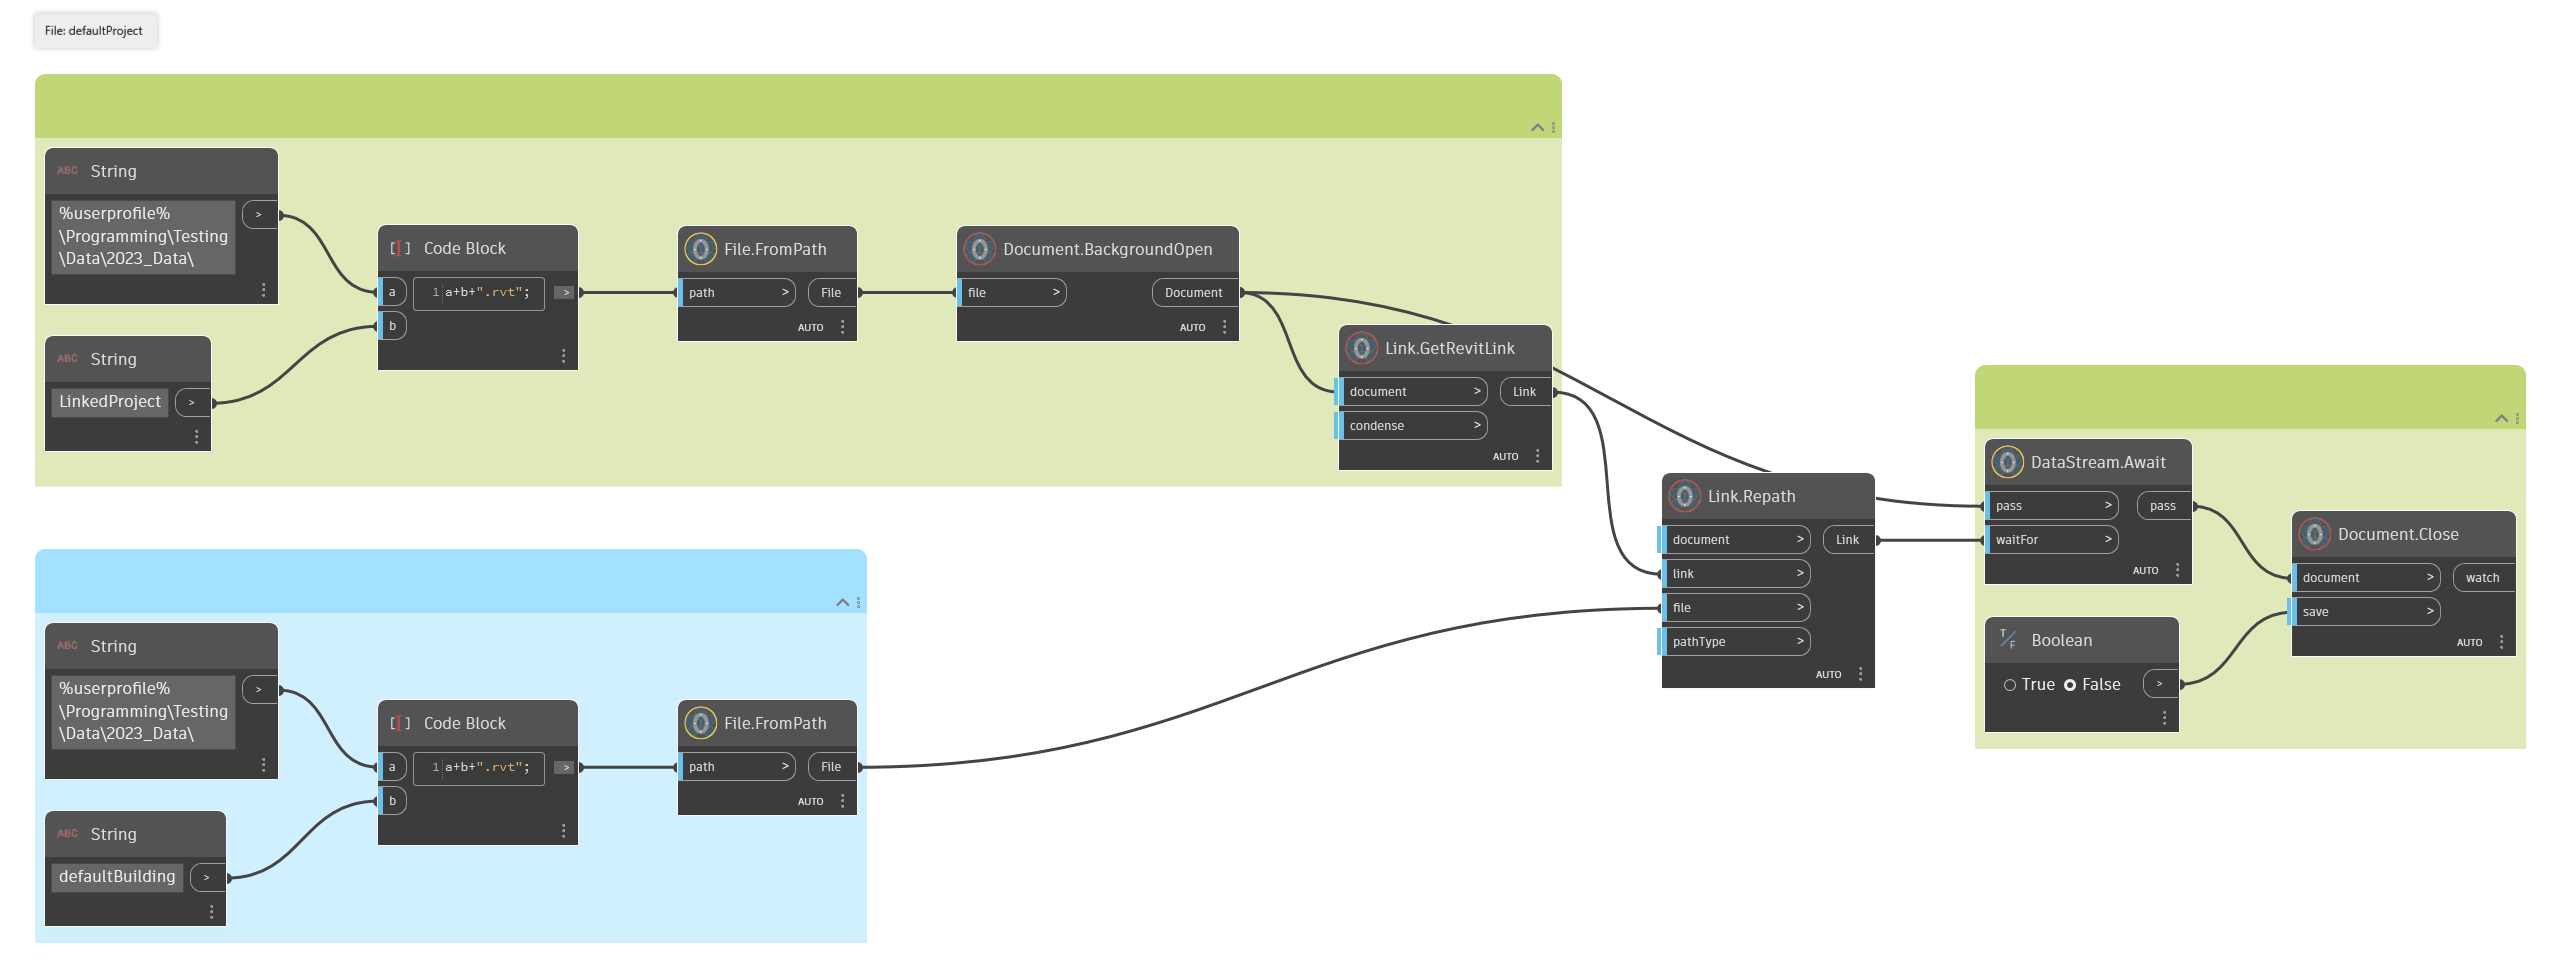 File: defaultProject
ABC String
%userprofile%
\Programming\Testing
\Data\2023_Data\
>
ABC String
LinkedProject >
[I] Code Block
a 1 a+b+".rvt"; >
b
File.FromPath
path > File
AUTO
Document.BackgroundOpen
file > Document
AUTO
Link.GetRevitLink
document > Link
condense >
AUTO
ABC String
%userprofile%
\Programming\Testing
\Data\2023_Data\
>
ABC String
defaultBuilding >
[I] Code Block
a 1 a+b+".rvt"; >
b
File.FromPath
path > File
AUTO
Link.Repath
document > Link
link >
file >
pathType >
AUTO
DataStream.Await
pass > pass
waitFor >
AUTO
T/F Boolean
True False >
Document.Close
document > watch
save >
AUTO